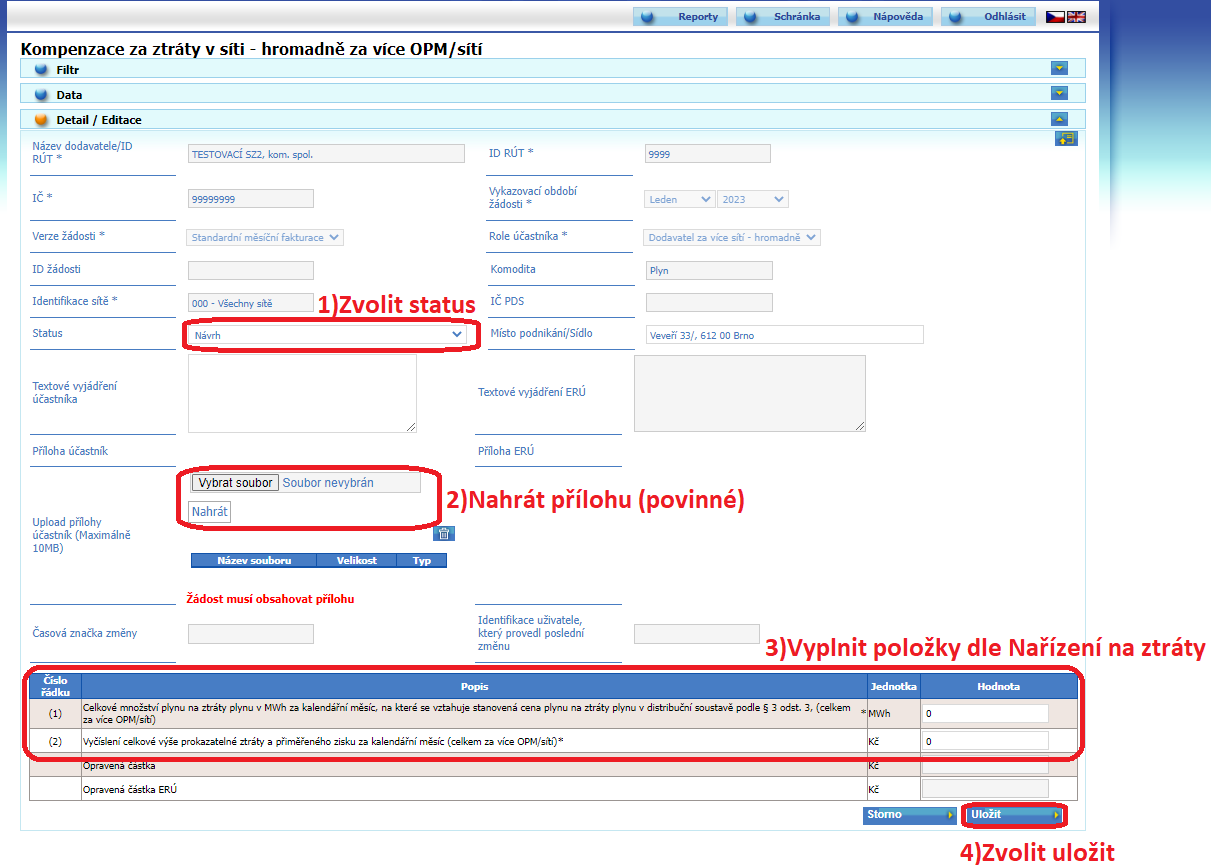 Reporty
Schránka
Nápověda
Odhlásit
Kompenzace za ztráty v síti - hromadně za více OPM/sítí
Filtr
Data
Detail / Editace
Název dodavatele/ID
RÚT *
TESTOVACÍ SZ2, kom. spol.
ID RÚT *
9999
IČ *
99999999
Vykazovací období
žádosti *
Leden
2023
Verze žádosti *
Standardní měsíční fakturace
Role účastníka *
Dodavatel za více sítí - hromadně
ID žádosti
Komodita
Plyn
Identifikace sítě *
000 - Všechny sítě
1)Zvolit status
IČ PDS
Status
Návrh
Místo podnikání/Sídlo
Veveří 33/, 612 00 Brno
Textové vyjádření
účastníka
Textové vyjádření ERÚ
Příloha účastník
Příloha ERÚ
Vybrat soubor Soubor nevybrán
Nahrát
2)Nahrát přílohu (povinné)
Upload přílohy
účastník (Maximálně
10MB)
Název souboru Velikost Typ
Žádost musí obsahovat přílohu
Časová značka změny
Identifikace uživatele,
který provedl poslední
změnu
3)Vyplnit položky dle Nařízení na ztráty
Číslo
řádku
Popis
Jednotka
Hodnota
(1)
Celkové množství plynu na ztráty plynu v MWh za kalendářní měsíc, na které se vztahuje stanovená cena plynu na ztráty plynu v distribuční soustavě podle § 3 odst. 3, (celkem
za více OPM/sítí)
* MWh
0
(2)
Vyčíslení celkové výše prokazatelné ztráty a přiměřeného zisku za kalendářní měsíc (celkem za více OPM/sítí)*
Kč
0
Opravená částka
Kč
Opravená částka ERÚ
Kč
Storno
Uložit
4)Zvolit uložit